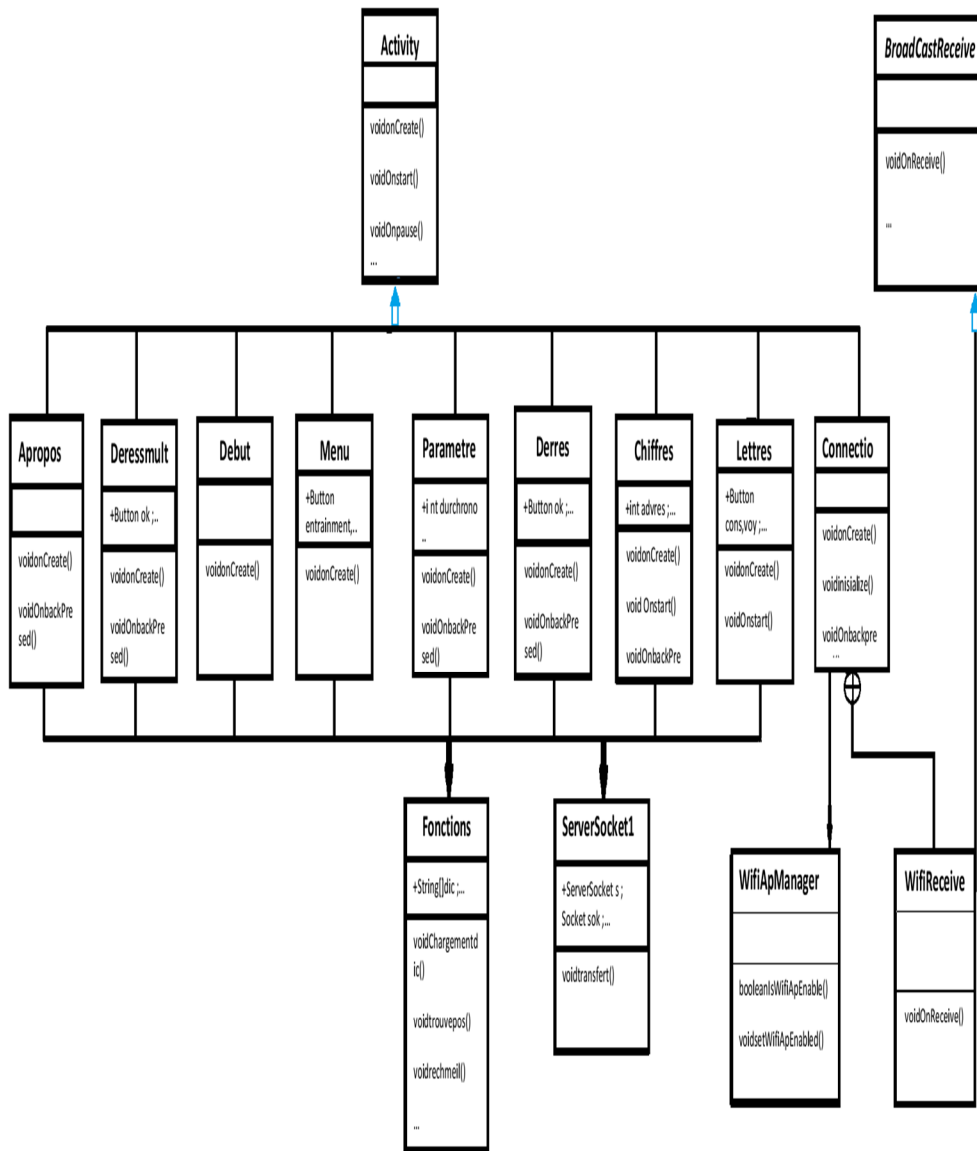 Activity
voidonCreate()
voidOnstart()
voidOnpause()
...
BroadCastReceive
voidOnReceive()
...
Apropos
voidonCreate()
voidOnbackPre
sed()
Deressmult
+Button ok ;..
voidonCreate()
voidOnbackPre
sed()
Debut
voidonCreate()
Menu
+Button
entrainment,..
voidonCreate()
Parametre
+i nt durchrono
..
voidonCreate()
voidOnbackPre
sed()
Derres
+Button ok ;...
voidonCreate()
voidOnbackPre
sed()
Chiffres
+int advres ;...
voidonCreate()
void Onstart()
voidOnbackPre
Lettres
+Button
cons,voy ;...
voidonCreate()
voidOnstart()
Connectio
voidonCreate()
voidinisialize()
voidOnbackpre
...
Fonctions
+String[]dic ;...
voidChargementd
ic()
voidtrouvepos()
voidrechmeil()
...
ServerSocket1
+ServerSocket s ;
Socket sok ;...
voidtransfert()
WifiApManager
booleanIsWifiApEnable()
voidsetWifiApEnabled()
WifiReceive
voidOnReceive()